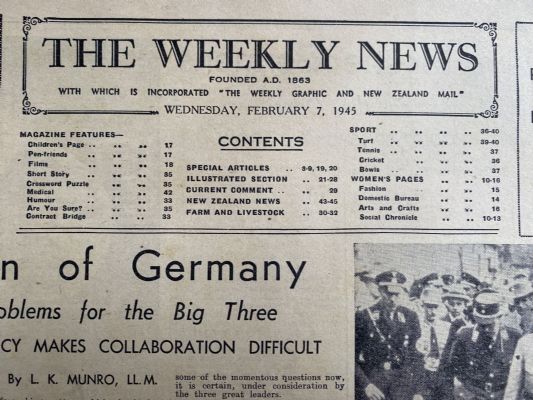 THE WEEKLY NEWS
FOUNDED A.D. 1863
WITH WHICH IS INCORPORATED "THE WEEKLY GRAPHIC AND NEW ZEALAND MAIL"
WEDNESDAY, FEBRUARY 7, 1945
CONTENTS
MAGAZINE FEATURES—
Children's Page .. .. .. 17
Pen-friends .. .. .. 17
Films .. .. .. 18
Short Story .. .. .. 35
Crossword Puzzle .. .. 35
Medical .. .. .. 42
Humour .. .. .. 33
Are You Sure? .. .. .. 35
Contract Bridge .. .. 33
SPECIAL ARTICLES .. 3-9, 19, 20
ILLUSTRATED SECTION .. 21-28
CURRENT COMMENT .. .. 29
NEW ZEALAND NEWS .. 43-45
FARM AND LIVESTOCK .. 30-32
SPORT .. .. .. .. 36-40
Turf .. .. .. .. 39-40
Tennis .. .. .. .. 37
Cricket .. .. .. .. 36
Bowls .. .. .. .. 37
WOMEN'S PAGES .. .. 10-16
Fashion .. .. .. 15
Domestic Bureau .. .. 14
Arts and Crafts .. .. 16
Social Chronicle .. .. 10-13
n of Germany
oblems for the Big Three
CY MAKES COLLABORATION DIFFICULT
By L. K. MUNRO, LL.M.
some of the momentous questions now,
it is certain, under consideration by
the three great leaders.